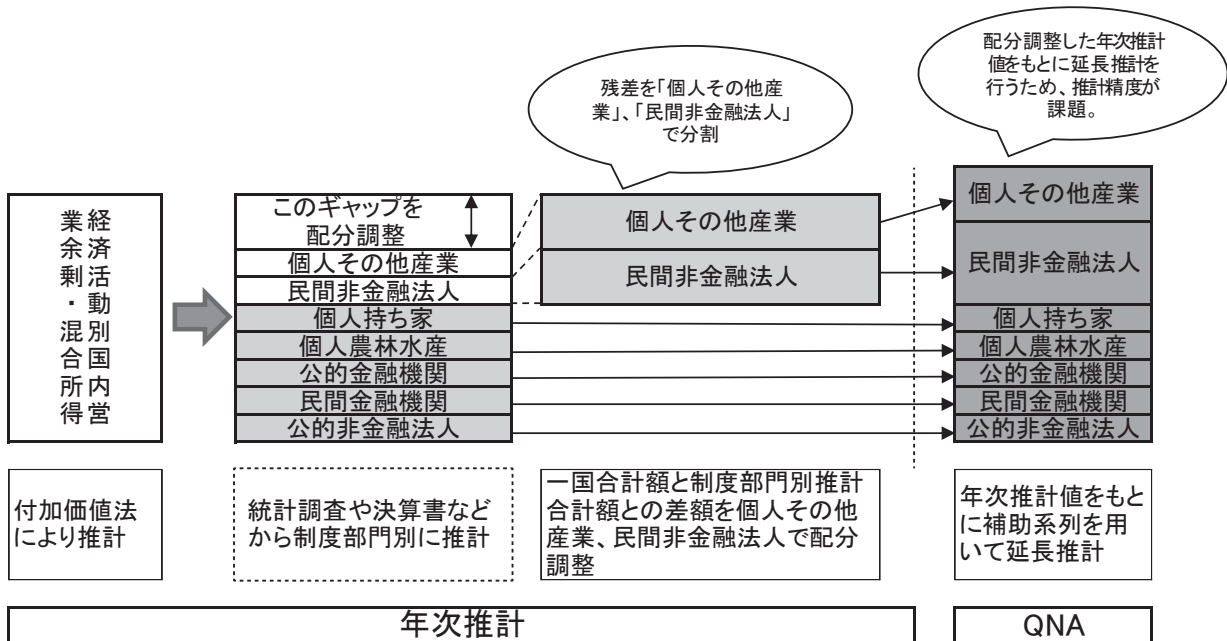 配分調整した年次推計
値をもとに延長推計を
行うため、推計精度が
課題。
残差を「個人その他産
業」、「民間非金融法人」
で分割
経済活動別国内営
業余剰・混合所得
このギャップを
配分調整
個人その他産業
民間非金融法人
個人持ち家
個人農林水産
公的金融機関
民間金融機関
公的非金融法人
個人その他産業
民間非金融法人
個人その他産業
民間非金融法人
個人持ち家
個人農林水産
公的金融機関
民間金融機関
公的非金融法人
付加価値法
により推計
統計調査や決算書など
から制度部門別に推計
一国合計額と制度部門別推計
合計額との差額を個人その他
産業、民間非金融法人で配分
調整
年次推計値をもと
に補助系列を用
いて延長推計
年次推計
QNA